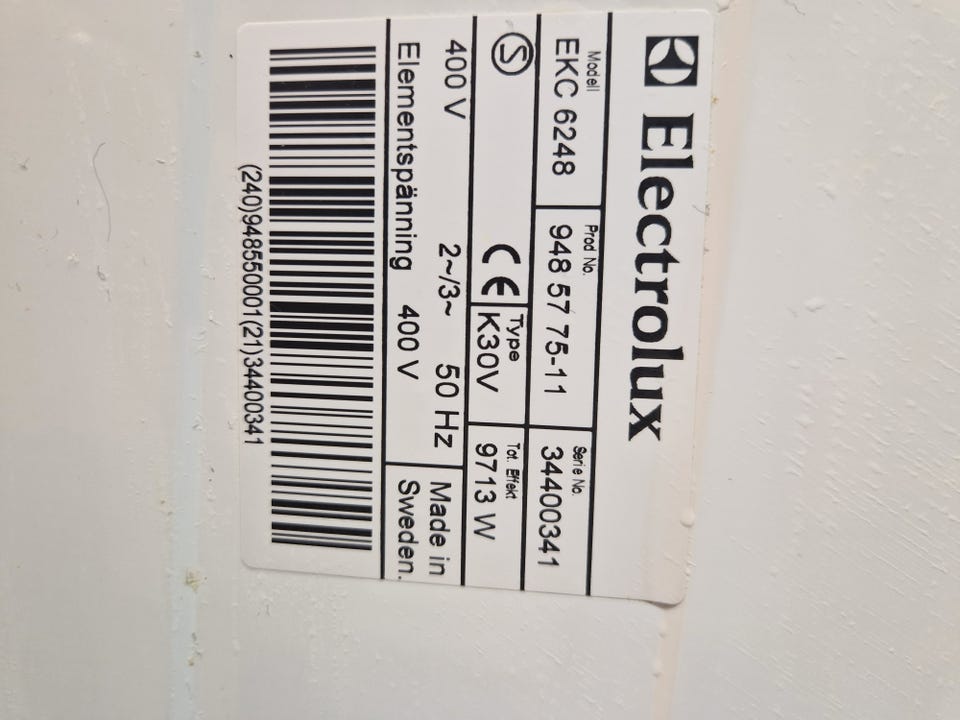 Electrolux
Modell
EKC 6248
Prod No.
948 57 75-11
Serie No.
34400341
S
CE
Type
K30V
Tot. Effekt
9713 W
400 V 2~/3~ 50 Hz
Elementspänning 400 V
Made in
Sweden.
(240)948550001(21)34400341